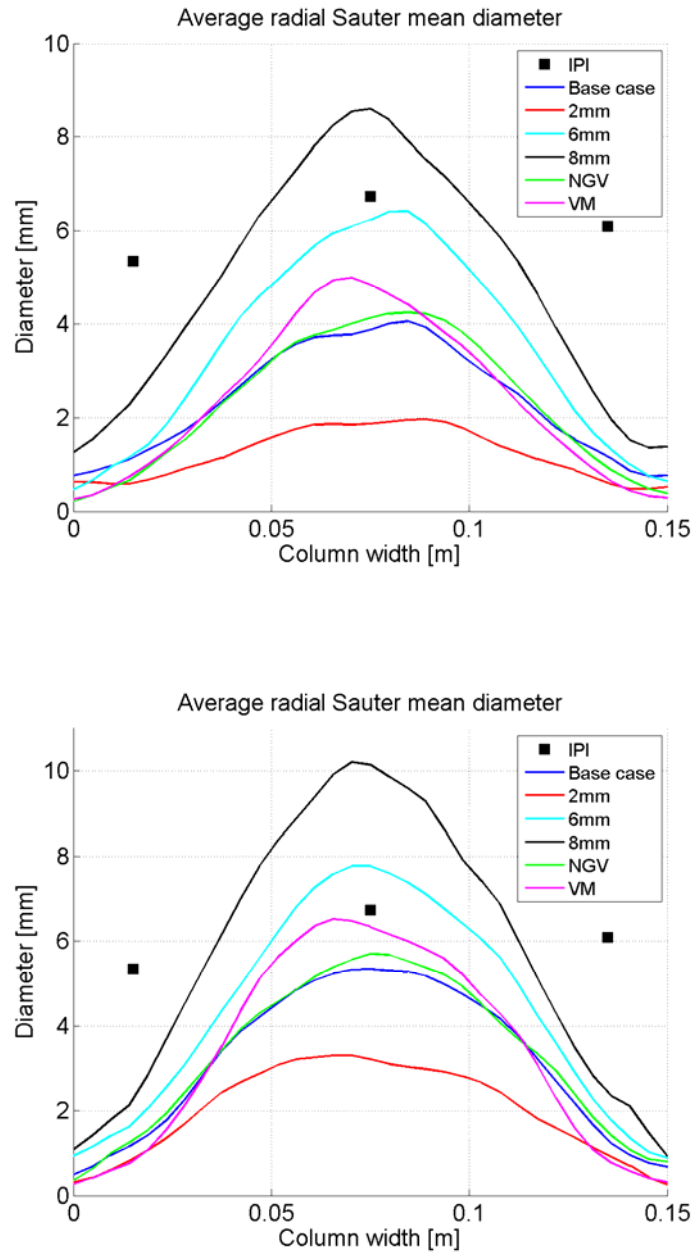 Average radial Sauter mean diameter
10
8
6
4
2
0
Diameter [mm]
IPI
Base case
2mm
6mm
8mm
NGV
VM
0 0.05 0.1 0.15
Column width [m]
Average radial Sauter mean diameter
10
8
6
4
2
0
Diameter [mm]
IPI
Base case
2mm
6mm
8mm
NGV
VM
0 0.05 0.1 0.15
Column width [m]